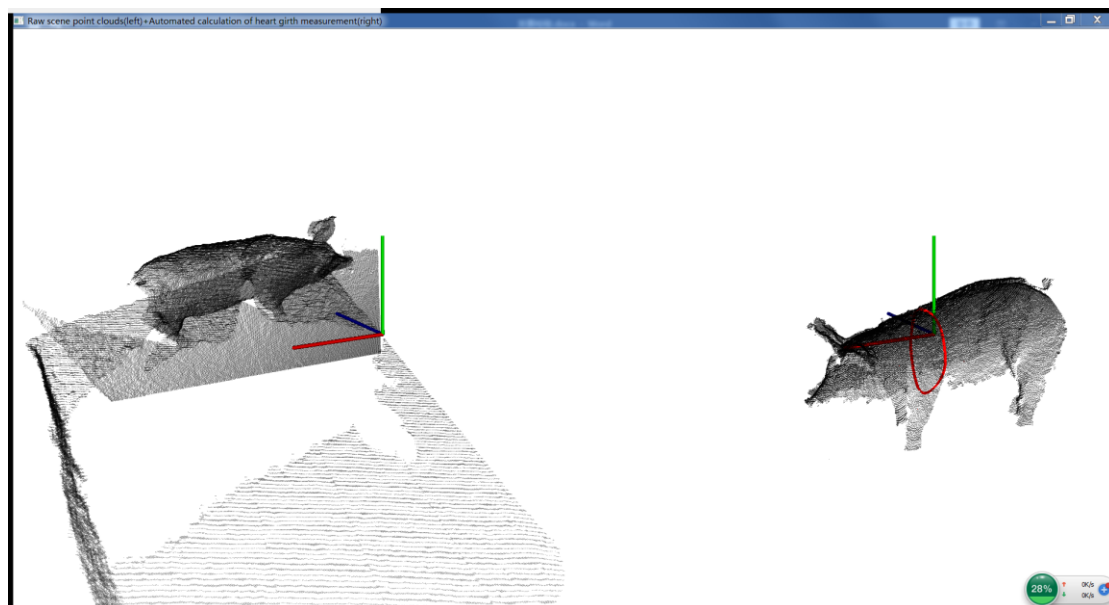 Raw scene point clouds(left)+Automated calculation of heart girth measurement(right)
28%
0K/s
0K/s